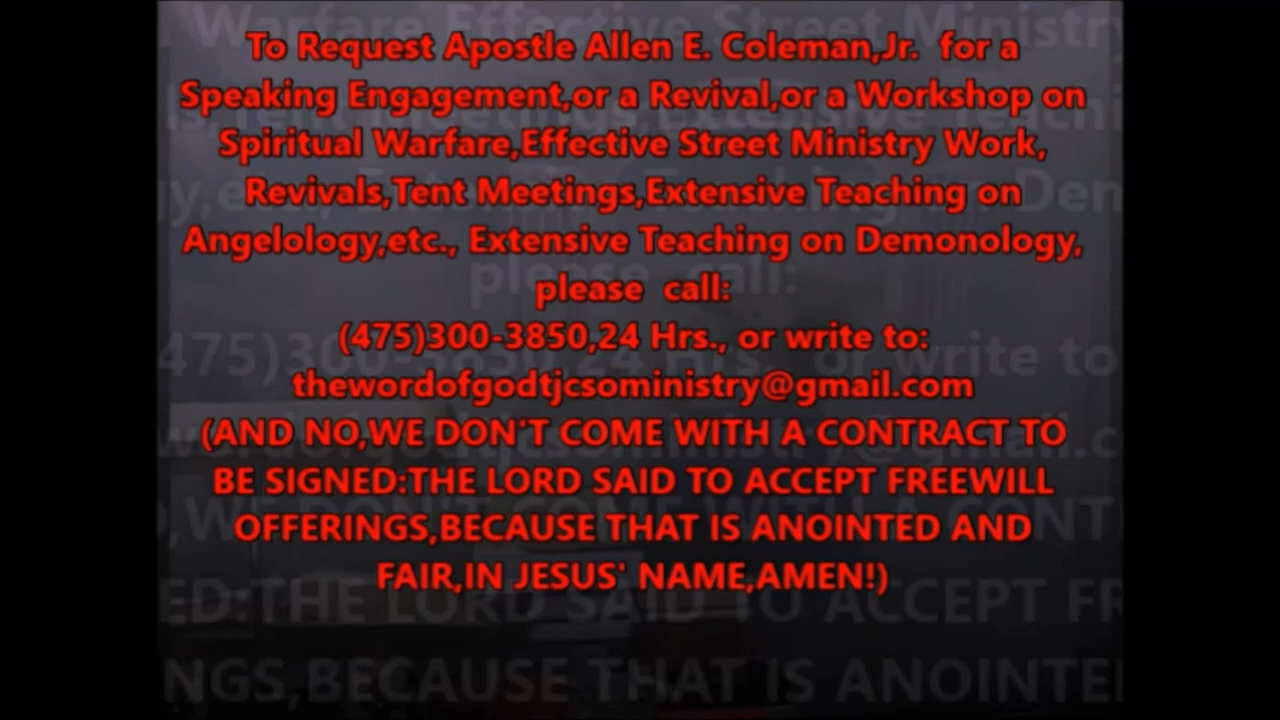 To Request Apostle Allen E. Coleman,Jr.  for a
Speaking Engagement,or a Revival,or a Workshop on
Spiritual Warfare,Effective Street Ministry Work,
Revivals,Tent Meetings,Extensive Teaching on
Angelology,etc., Extensive Teaching on Demonology,
please  call:
(475)300-3850,24 Hrs., or write to:
thewordofgodtjcsoministry@gmail.com
(AND NO,WE DON'T COME WITH A CONTRACT TO
BE SIGNED:THE LORD SAID TO ACCEPT FREEWILL
OFFERINGS,BECAUSE THAT IS ANOINTED AND
FAIR,IN JESUS' NAME,AMEN!)